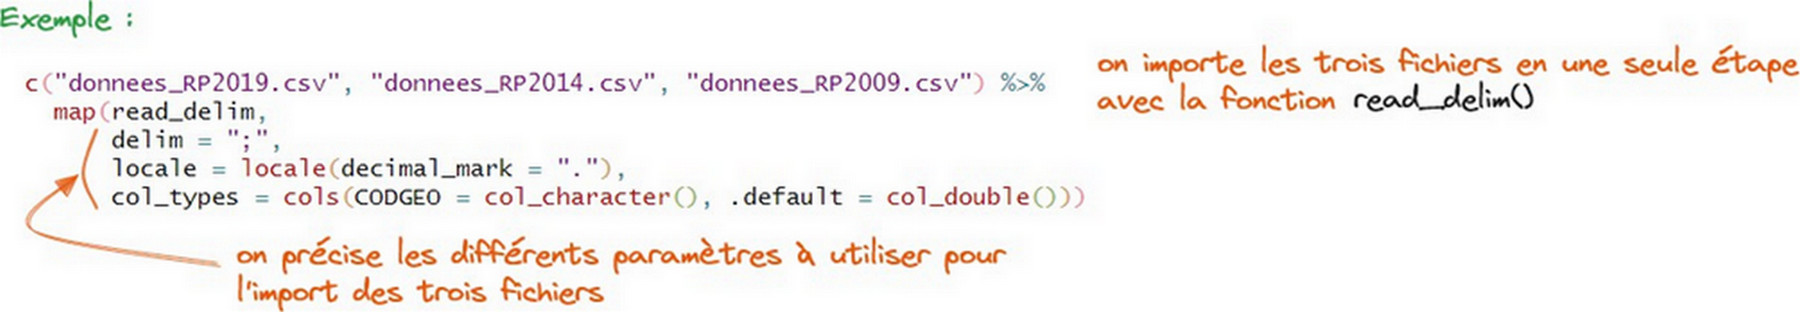 Exemple :
c("donnees_RP2019.csv", "donnees_RP2014.csv", "donnees_RP2009.csv") %>%
map(read_delim,
delim = ";",
locale = locale(decimal_mark = "."),
col_types = cols(CODGEO = col_character(), .default = col_double()))
on importe les trois fichiers en une seule étape
avec la fonction read_delim()
on précise les différents paramètres à utiliser pour
l'import des trois fichiers